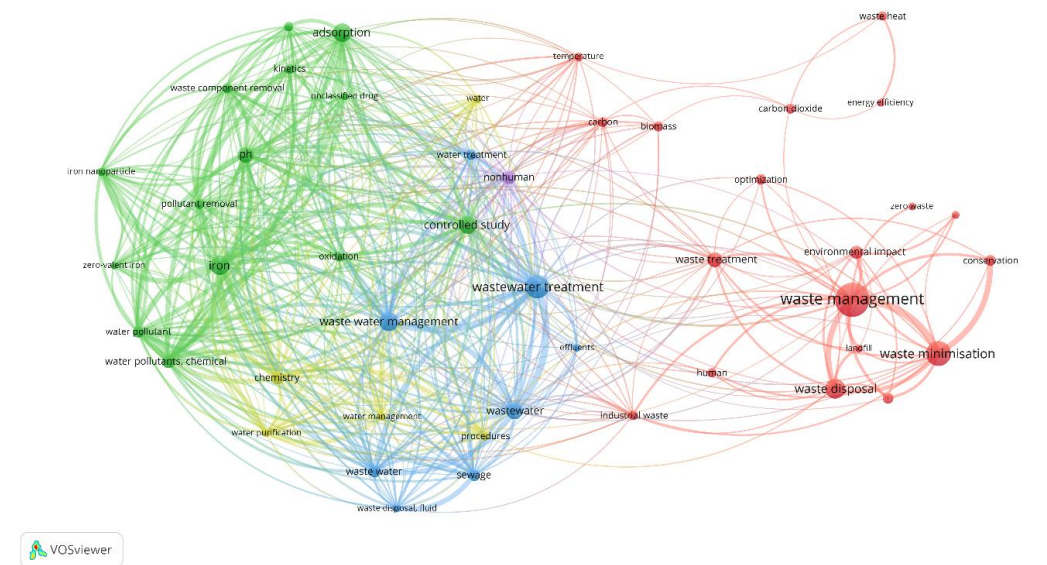 waste heat
adsorption
temperature
kinetics
waste component removal
unclassified drug
water
energy efficiency
carbon dioxide
carbon
biomass
water treatment
ph
iron nanoparticle
nonhuman
optimization
pollutant removal
zero waste
controlled study
environmental impact
oxidation
waste treatment
conservation
zero-valent iron
iron
wastewater treatment
waste management
waste water management
water pollutant
effluents
landfill
waste minimisation
water pollutants, chemical
human
chemistry
waste disposal
wastewater
water management
industrial waste
water purification
procedures
waste water
sewage
waste disposal, fluid
VOSviewer